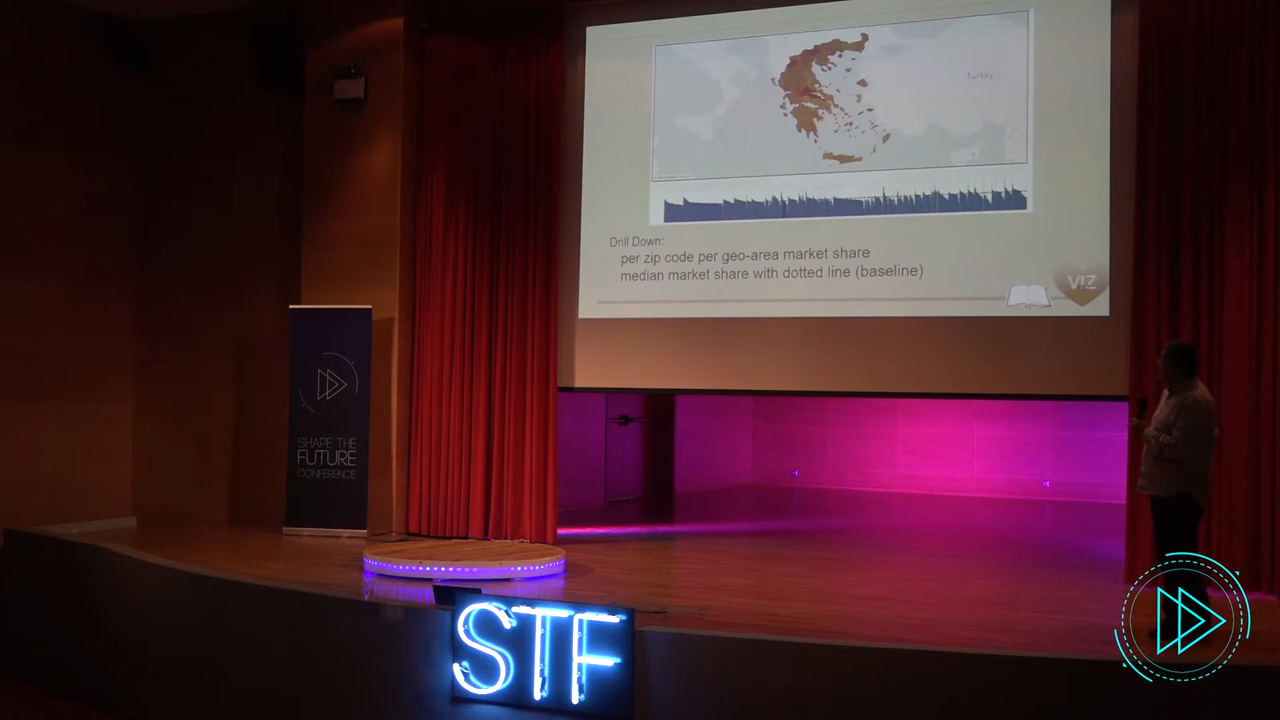 Turkey
Drill Down:
per zip code per geo-area market share
median market share with dotted line (baseline)
VIZ
SHAPE THE
FUTURE
CONFERENCE
STF